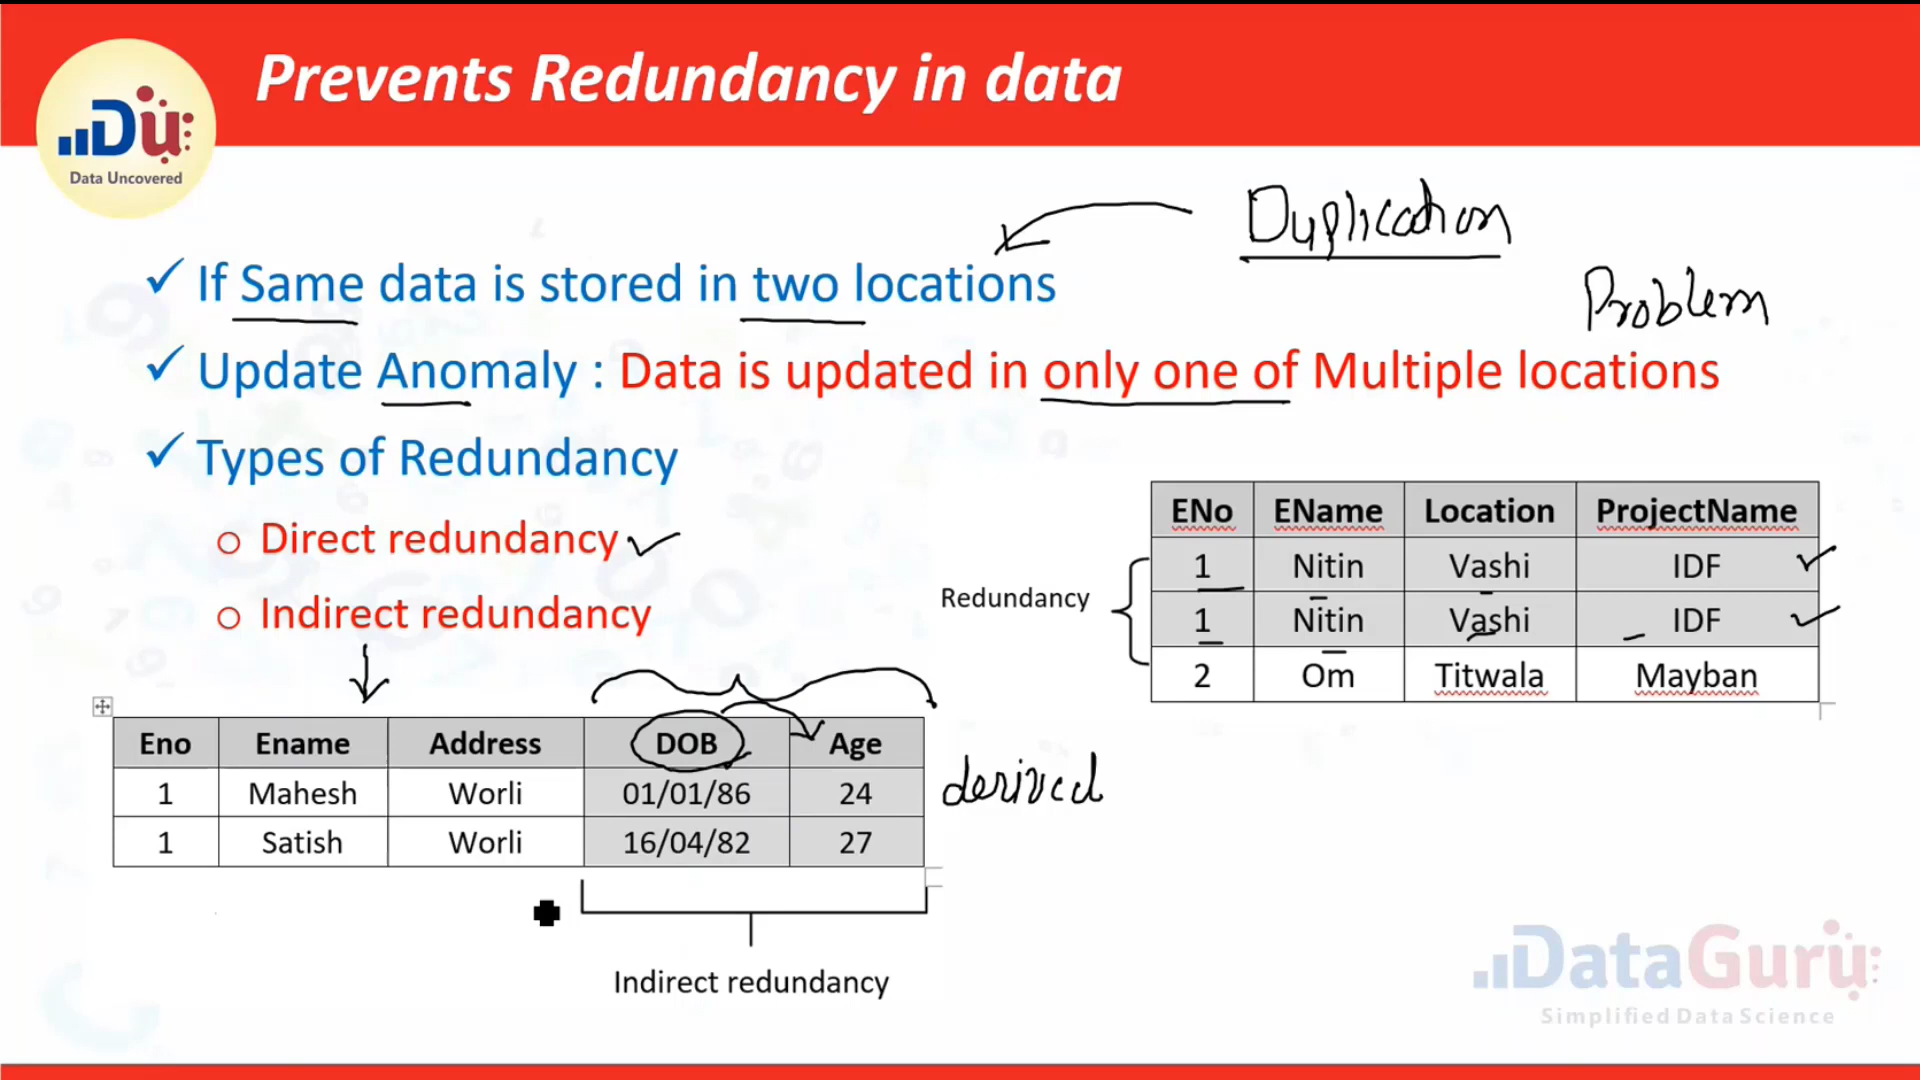 Prevents Redundancy in data
Du
Data Uncovered
Duplication
✓ If Same data is stored in two locations
Problem
✓ Update Anomaly : Data is updated in only one of Multiple locations
✓ Types of Redundancy
o Direct redundancy
o Indirect redundancy
ENo EName Location ProjectName
1 Nitin Vashi IDF
Redundancy
1 Nitin Vashi IDF
2 Om Titwala Mayban
Eno Ename Address DOB Age
1 Mahesh Worli 01/01/86 24
derived
1 Satish Worli 16/04/82 27
Indirect redundancy
DataGuru
Simplified Data Science